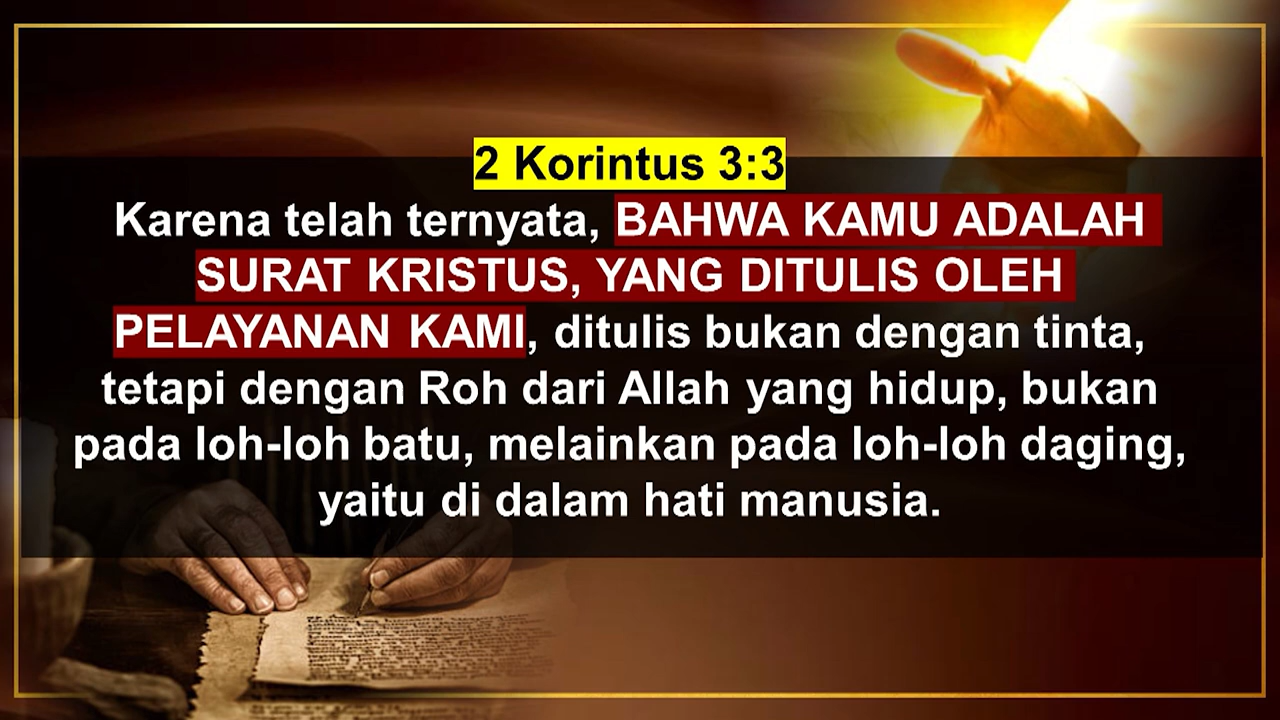 2 Korintus 3:3
Karena telah ternyata, BAHWA KAMU ADALAH
SURAT KRISTUS, YANG DITULIS OLEH
PELAYANAN KAMI, ditulis bukan dengan tinta,
tetapi dengan Roh dari Allah yang hidup, bukan
pada loh-loh batu, melainkan pada loh-loh daging,
yaitu di dalam hati manusia.